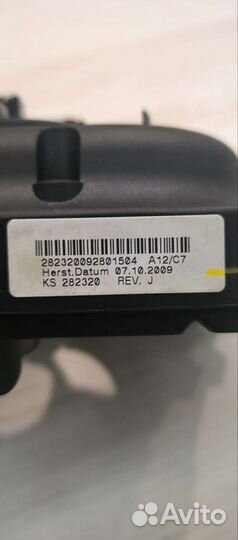 282320092801504 A12/C7
Herst.Datum 07.10.2009
KS 282320 REV. J
Avito